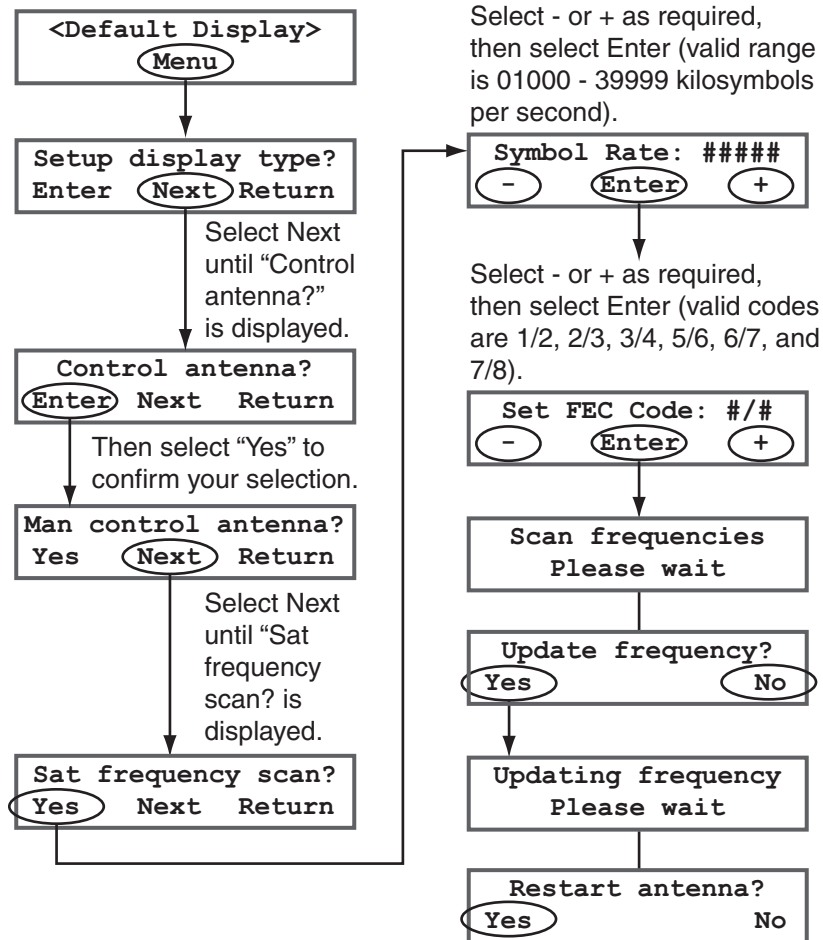 <Default Display>
Menu
Setup display type?
Enter Next Return
Select Next
until “Control
antenna?”
is displayed.
Control antenna?
Enter Next Return
Then select “Yes” to
confirm your selection.
Man control antenna?
Yes Next Return
Select Next
until “Sat
frequency
scan? is
displayed.
Sat frequency scan?
Yes Next Return
Select - or + as required,
then select Enter (valid range
is 01000 - 39999 kilosymbols
per second).
Symbol Rate: #####
- Enter +
Select - or + as required,
then select Enter (valid codes
are 1/2, 2/3, 3/4, 5/6, 6/7, and
7/8).
Set FEC Code: #/#
- Enter +
Scan frequencies
Please wait
Update frequency?
Yes No
Updating frequency
Please wait
Restart antenna?
Yes No